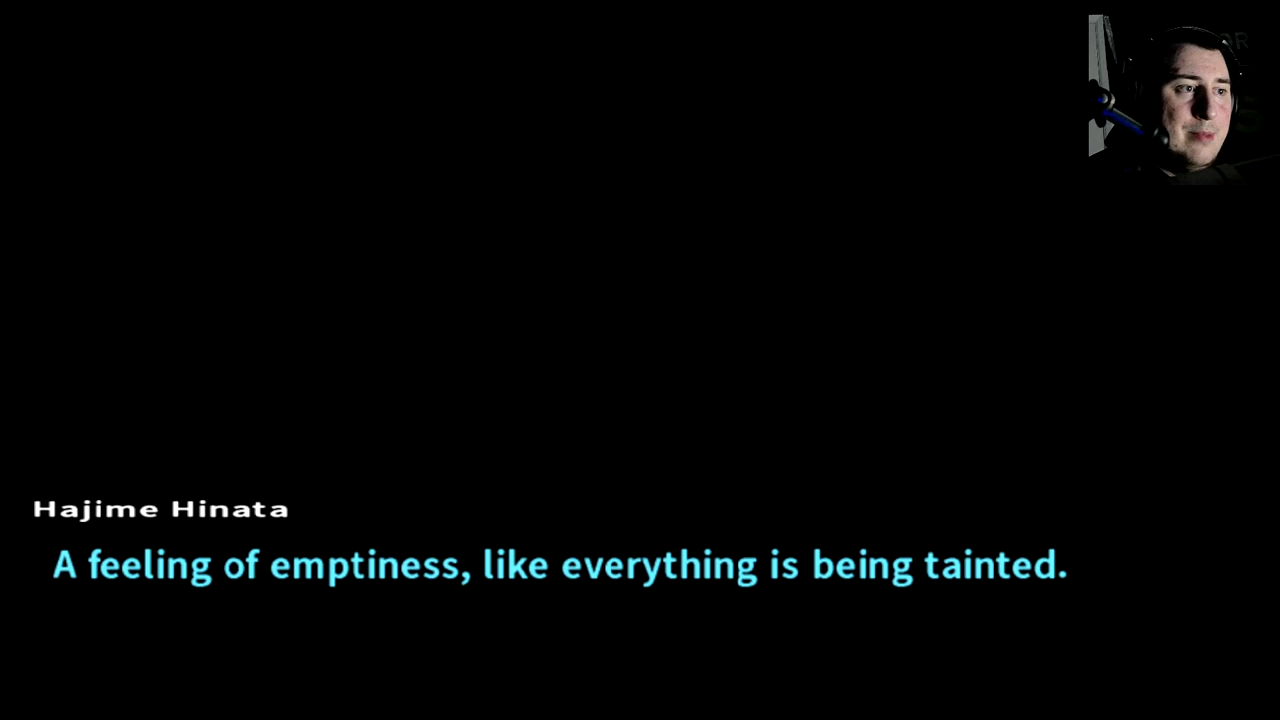 Hajime Hinata
A feeling of emptiness, like everything is being tainted.